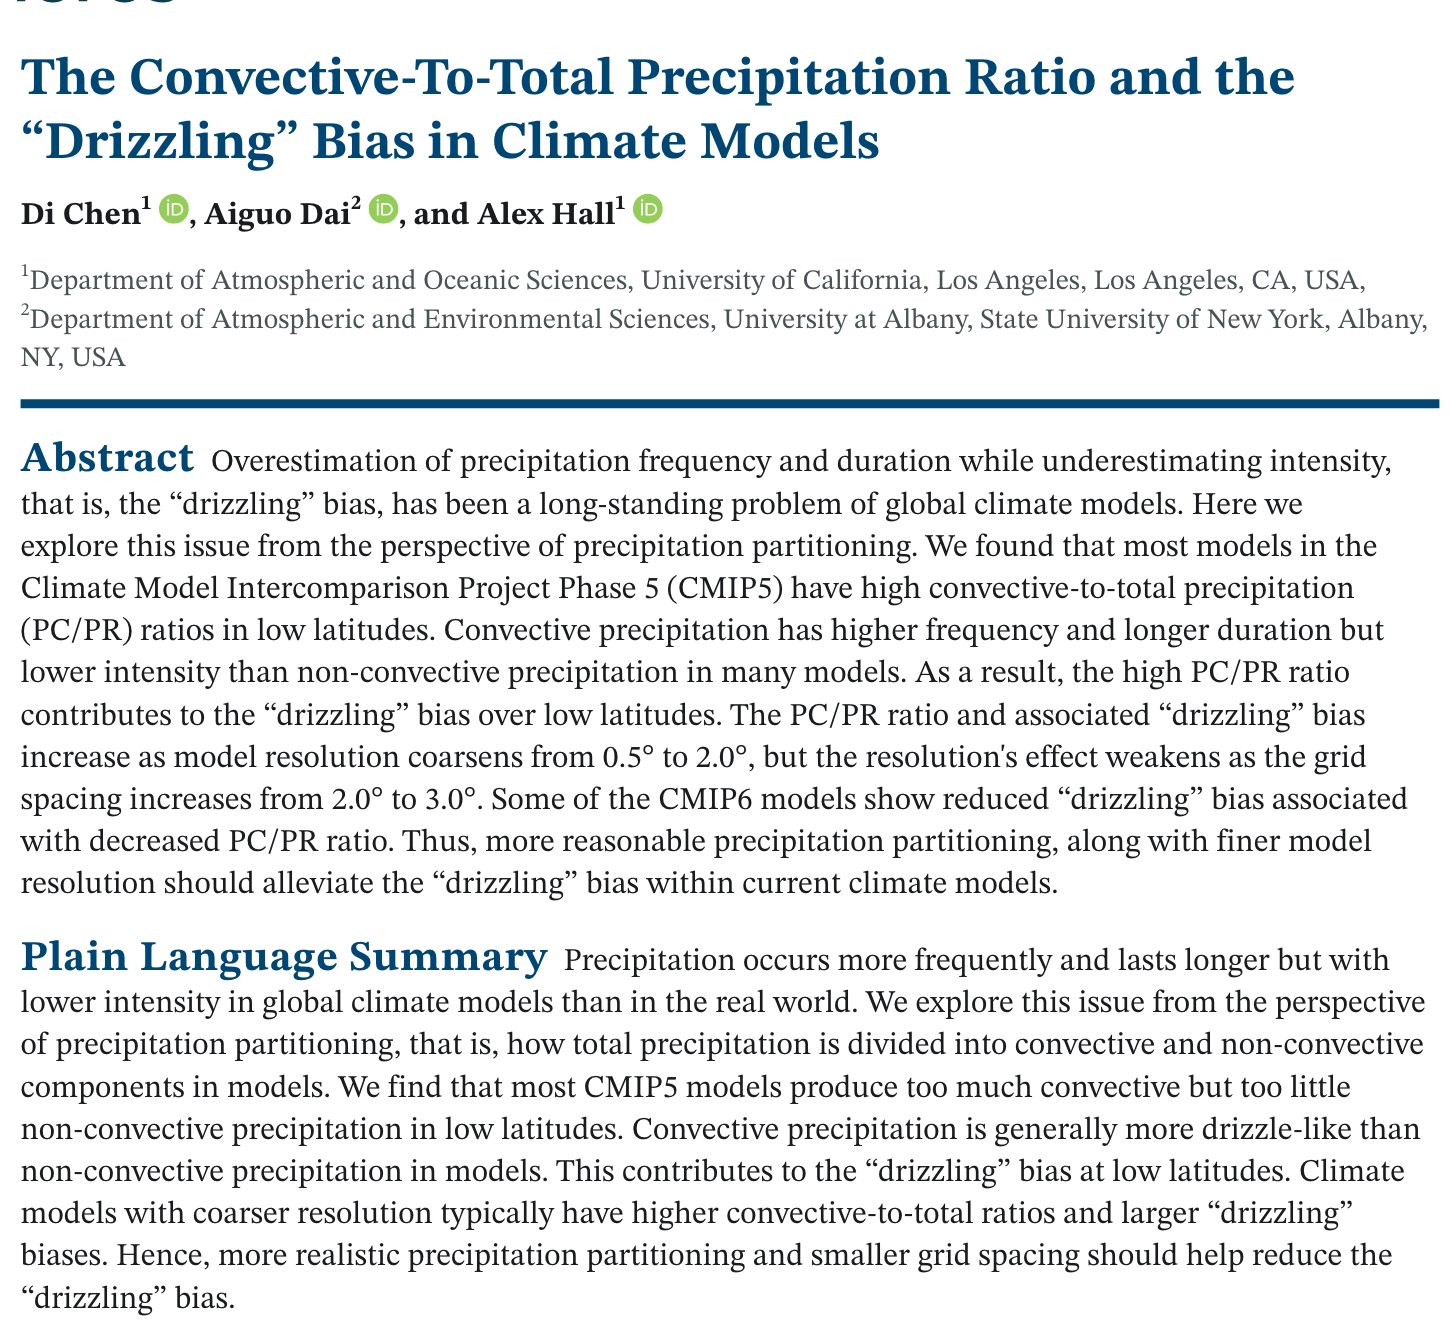 The Convective-To-Total Precipitation Ratio and the
“Drizzling” Bias in Climate Models
Di Chen¹ iD, Aiguo Dai² iD, and Alex Hall¹ iD
¹Department of Atmospheric and Oceanic Sciences, University of California, Los Angeles, Los Angeles, CA, USA,
²Department of Atmospheric and Environmental Sciences, University at Albany, State University of New York, Albany,
NY, USA
Abstract Overestimation of precipitation frequency and duration while underestimating intensity,
that is, the “drizzling” bias, has been a long-standing problem of global climate models. Here we
explore this issue from the perspective of precipitation partitioning. We found that most models in the
Climate Model Intercomparison Project Phase 5 (CMIP5) have high convective-to-total precipitation
(PC/PR) ratios in low latitudes. Convective precipitation has higher frequency and longer duration but
lower intensity than non-convective precipitation in many models. As a result, the high PC/PR ratio
contributes to the “drizzling” bias over low latitudes. The PC/PR ratio and associated “drizzling” bias
increase as model resolution coarsens from 0.5° to 2.0°, but the resolution's effect weakens as the grid
spacing increases from 2.0° to 3.0°. Some of the CMIP6 models show reduced “drizzling” bias associated
with decreased PC/PR ratio. Thus, more reasonable precipitation partitioning, along with finer model
resolution should alleviate the “drizzling” bias within current climate models.
Plain Language Summary Precipitation occurs more frequently and lasts longer but with
lower intensity in global climate models than in the real world. We explore this issue from the perspective
of precipitation partitioning, that is, how total precipitation is divided into convective and non-convective
components in models. We find that most CMIP5 models produce too much convective but too little
non-convective precipitation in low latitudes. Convective precipitation is generally more drizzle-like than
non-convective precipitation in models. This contributes to the “drizzling” bias at low latitudes. Climate
models with coarser resolution typically have higher convective-to-total ratios and larger “drizzling”
biases. Hence, more realistic precipitation partitioning and smaller grid spacing should help reduce the
“drizzling” bias.